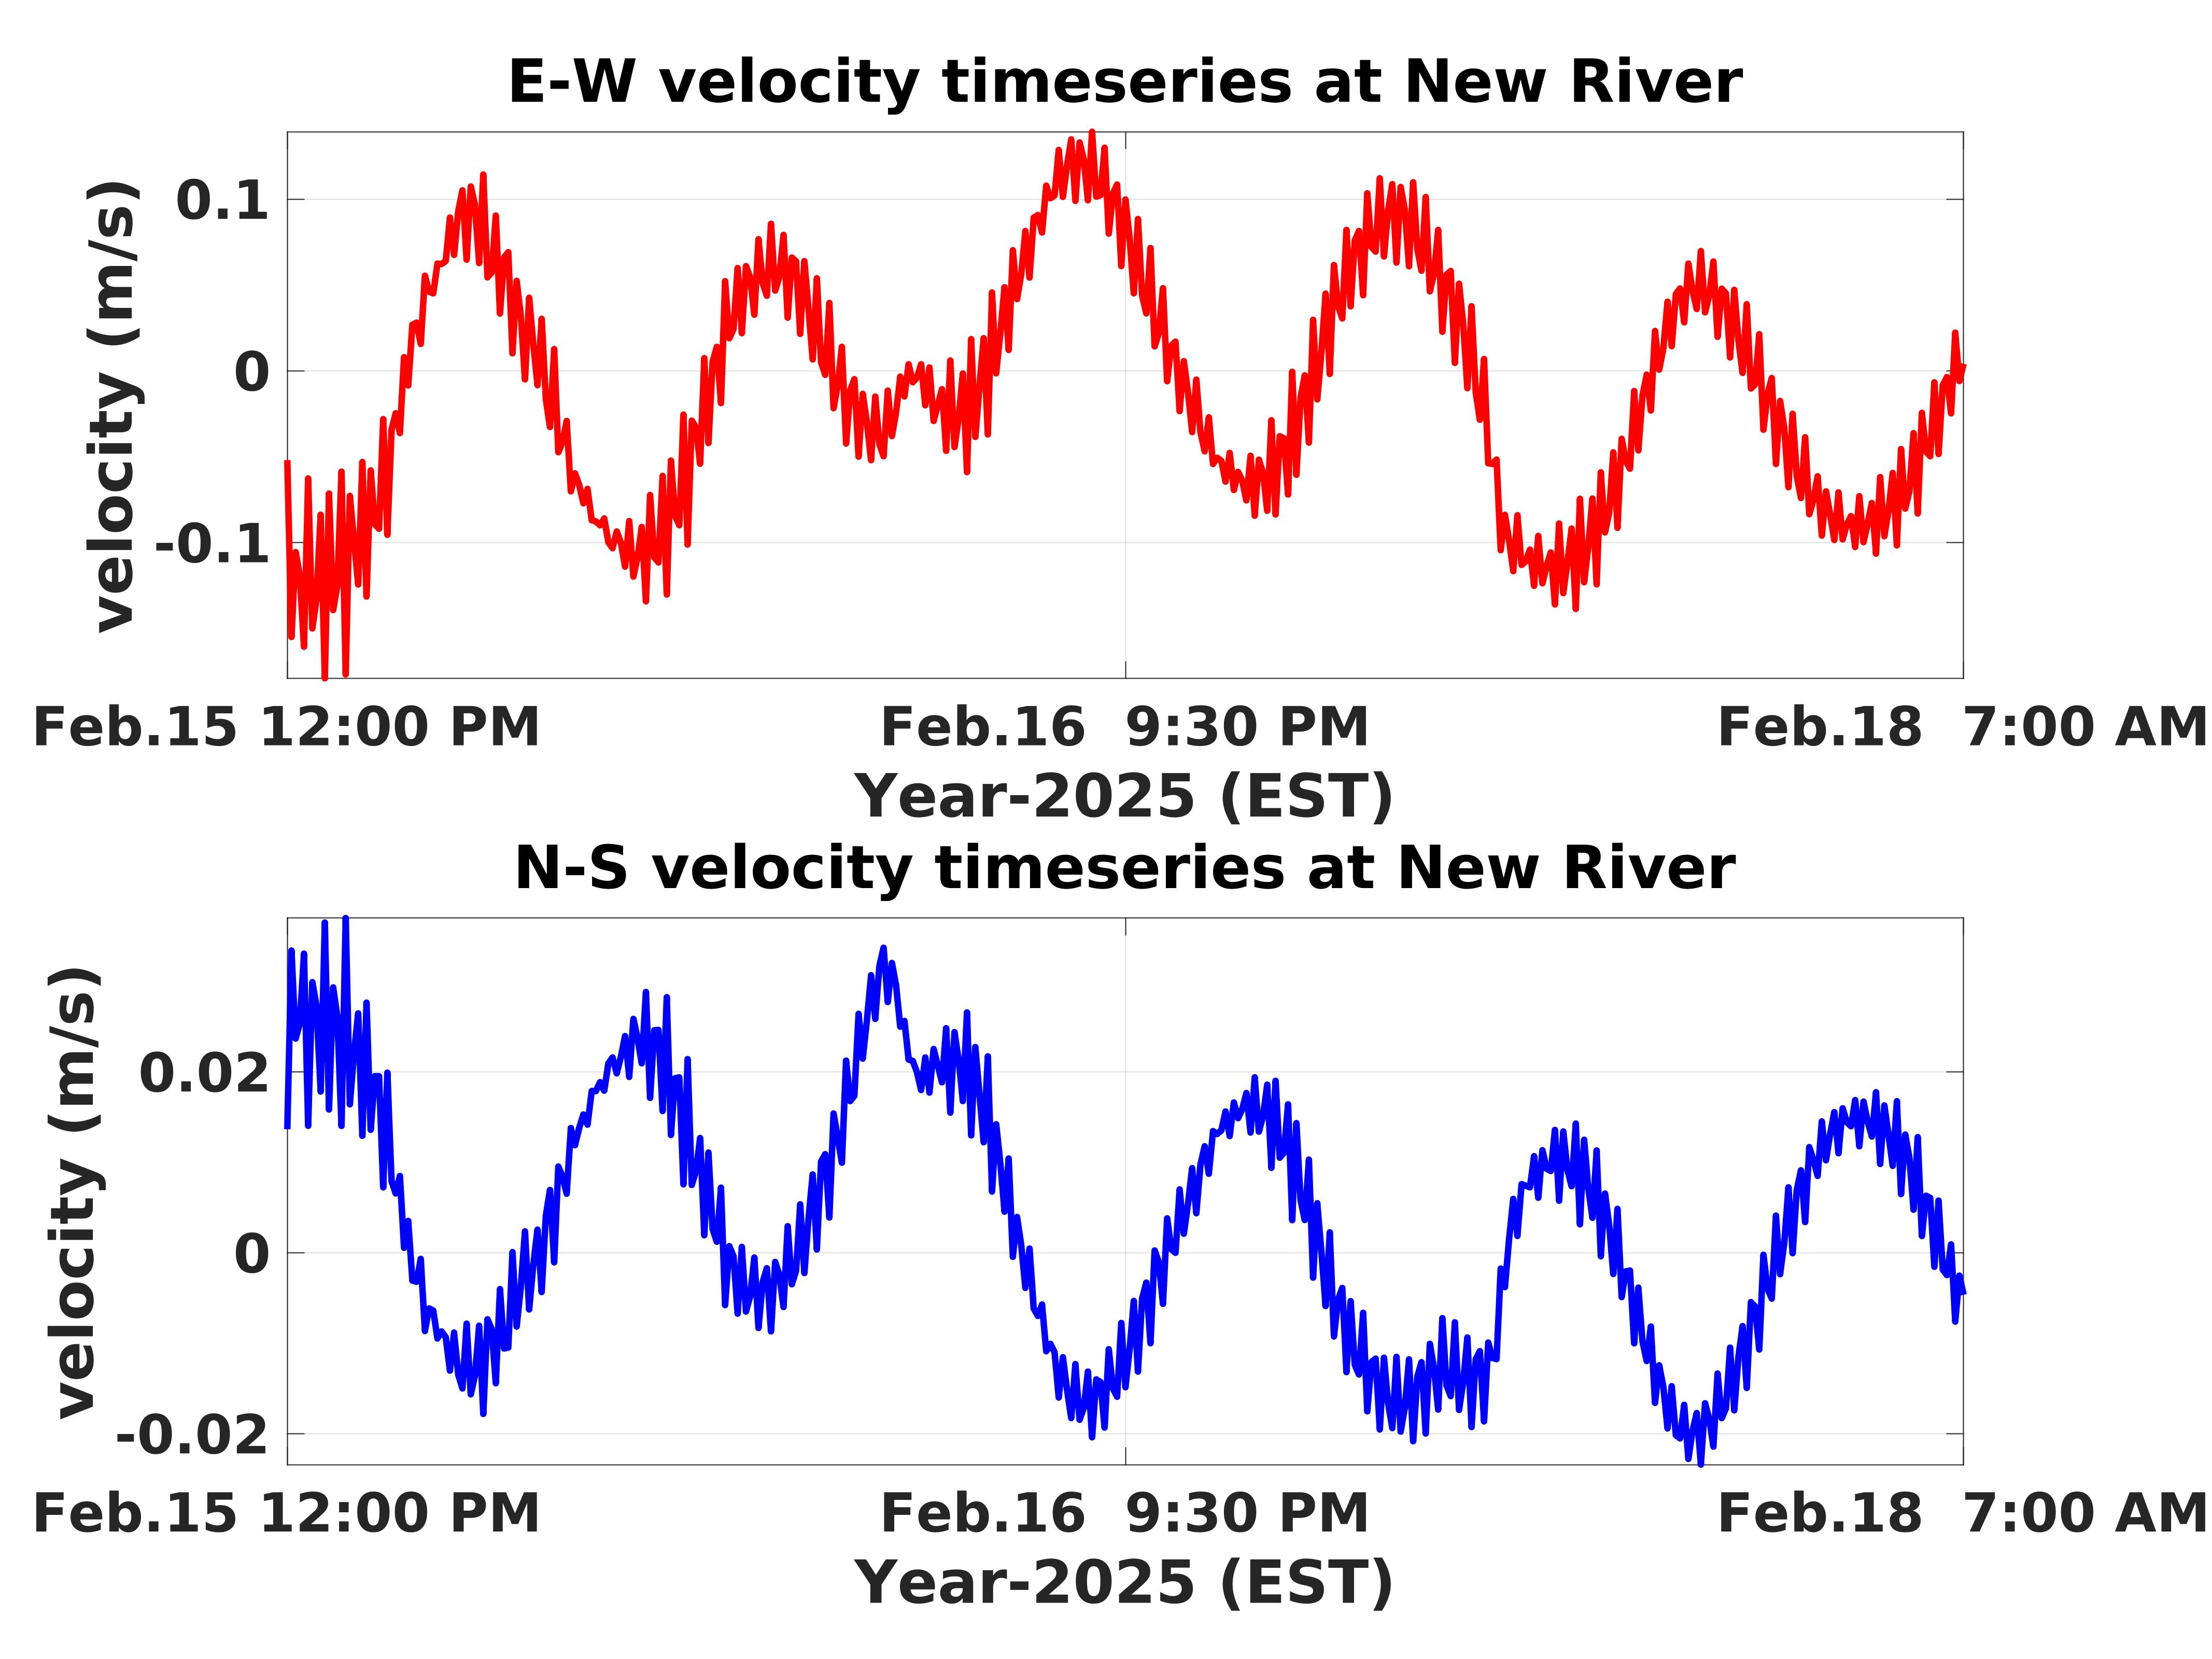 E-W velocity timeseries at New River
velocity (m/s)
0.1
0
-0.1
Feb.15 12:00 PM
Feb.16  9:30 PM
Feb.18  7:00 AM
Year-2025 (EST)
N-S velocity timeseries at New River
velocity (m/s)
0.02
0
-0.02
Feb.15 12:00 PM
Feb.16  9:30 PM
Feb.18  7:00 AM
Year-2025 (EST)